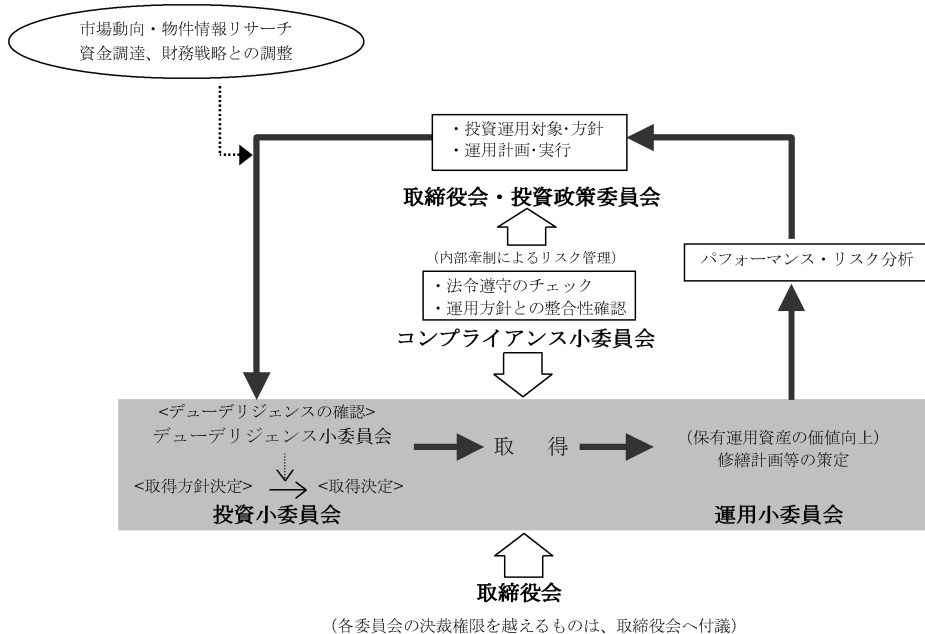 市場動向・物件情報リサーチ
資金調達、財務戦略との調整
・投資運用対象・方針
・運用計画・実行
取締役会・投資政策委員会
(内部牽制によるリスク管理)
・法令遵守のチェック
・運用方針との整合性確認
コンプライアンス小委員会
パフォーマンス・リスク分析
<デューデリジェンスの確認>
デューデリジェンス小委員会
<取得方針決定>
<取得決定>
投資小委員会
取　得
(保有運用資産の価値向上)
修繕計画等の策定
運用小委員会
取締役会
(各委員会の決裁権限を越えるものは、取締役会へ付議)